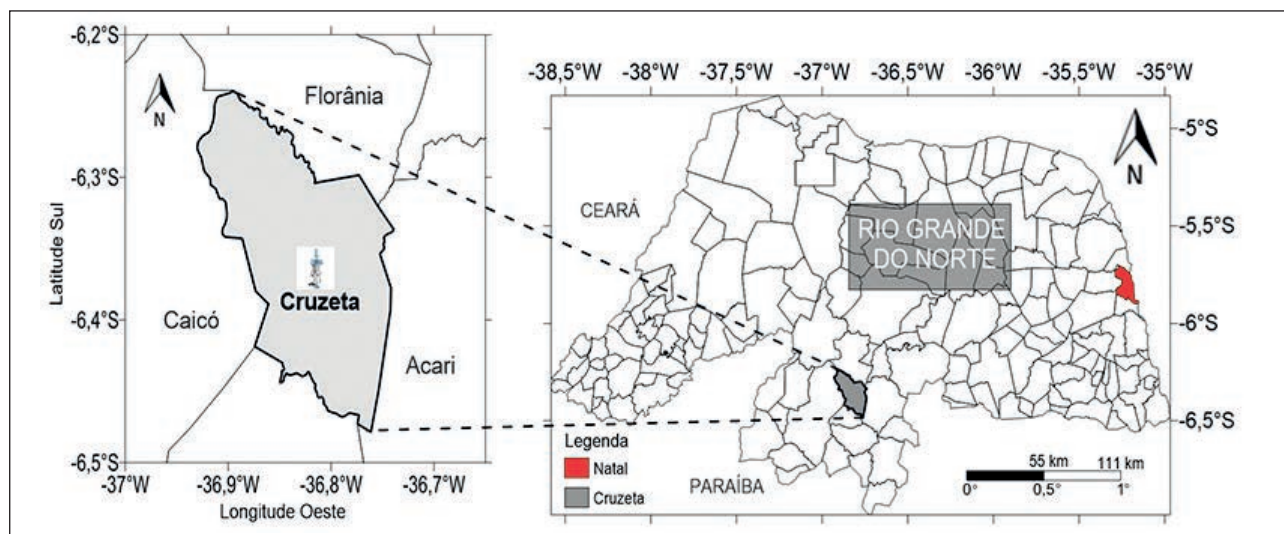 -6,2°S
-6,3°S
-6,4°S
-6,5°S
Latitude Sul
-37°W -36,9°W -36,8°W -36,7°W
Longitude Oeste
N
Florânia
Cruzeta
Caicó
Acari
-38,5°W -38°W -37,5°W -37°W -36,5°W -36°W -35,5°W -35°W
-5°S
-5,5°S
-6°S
-6,5°S
N
CEARÁ
RIO GRANDE
DO NORTE
PARAÍBA
Legenda
Natal
Cruzeta
55 km 111 km
0° 0,5° 1°